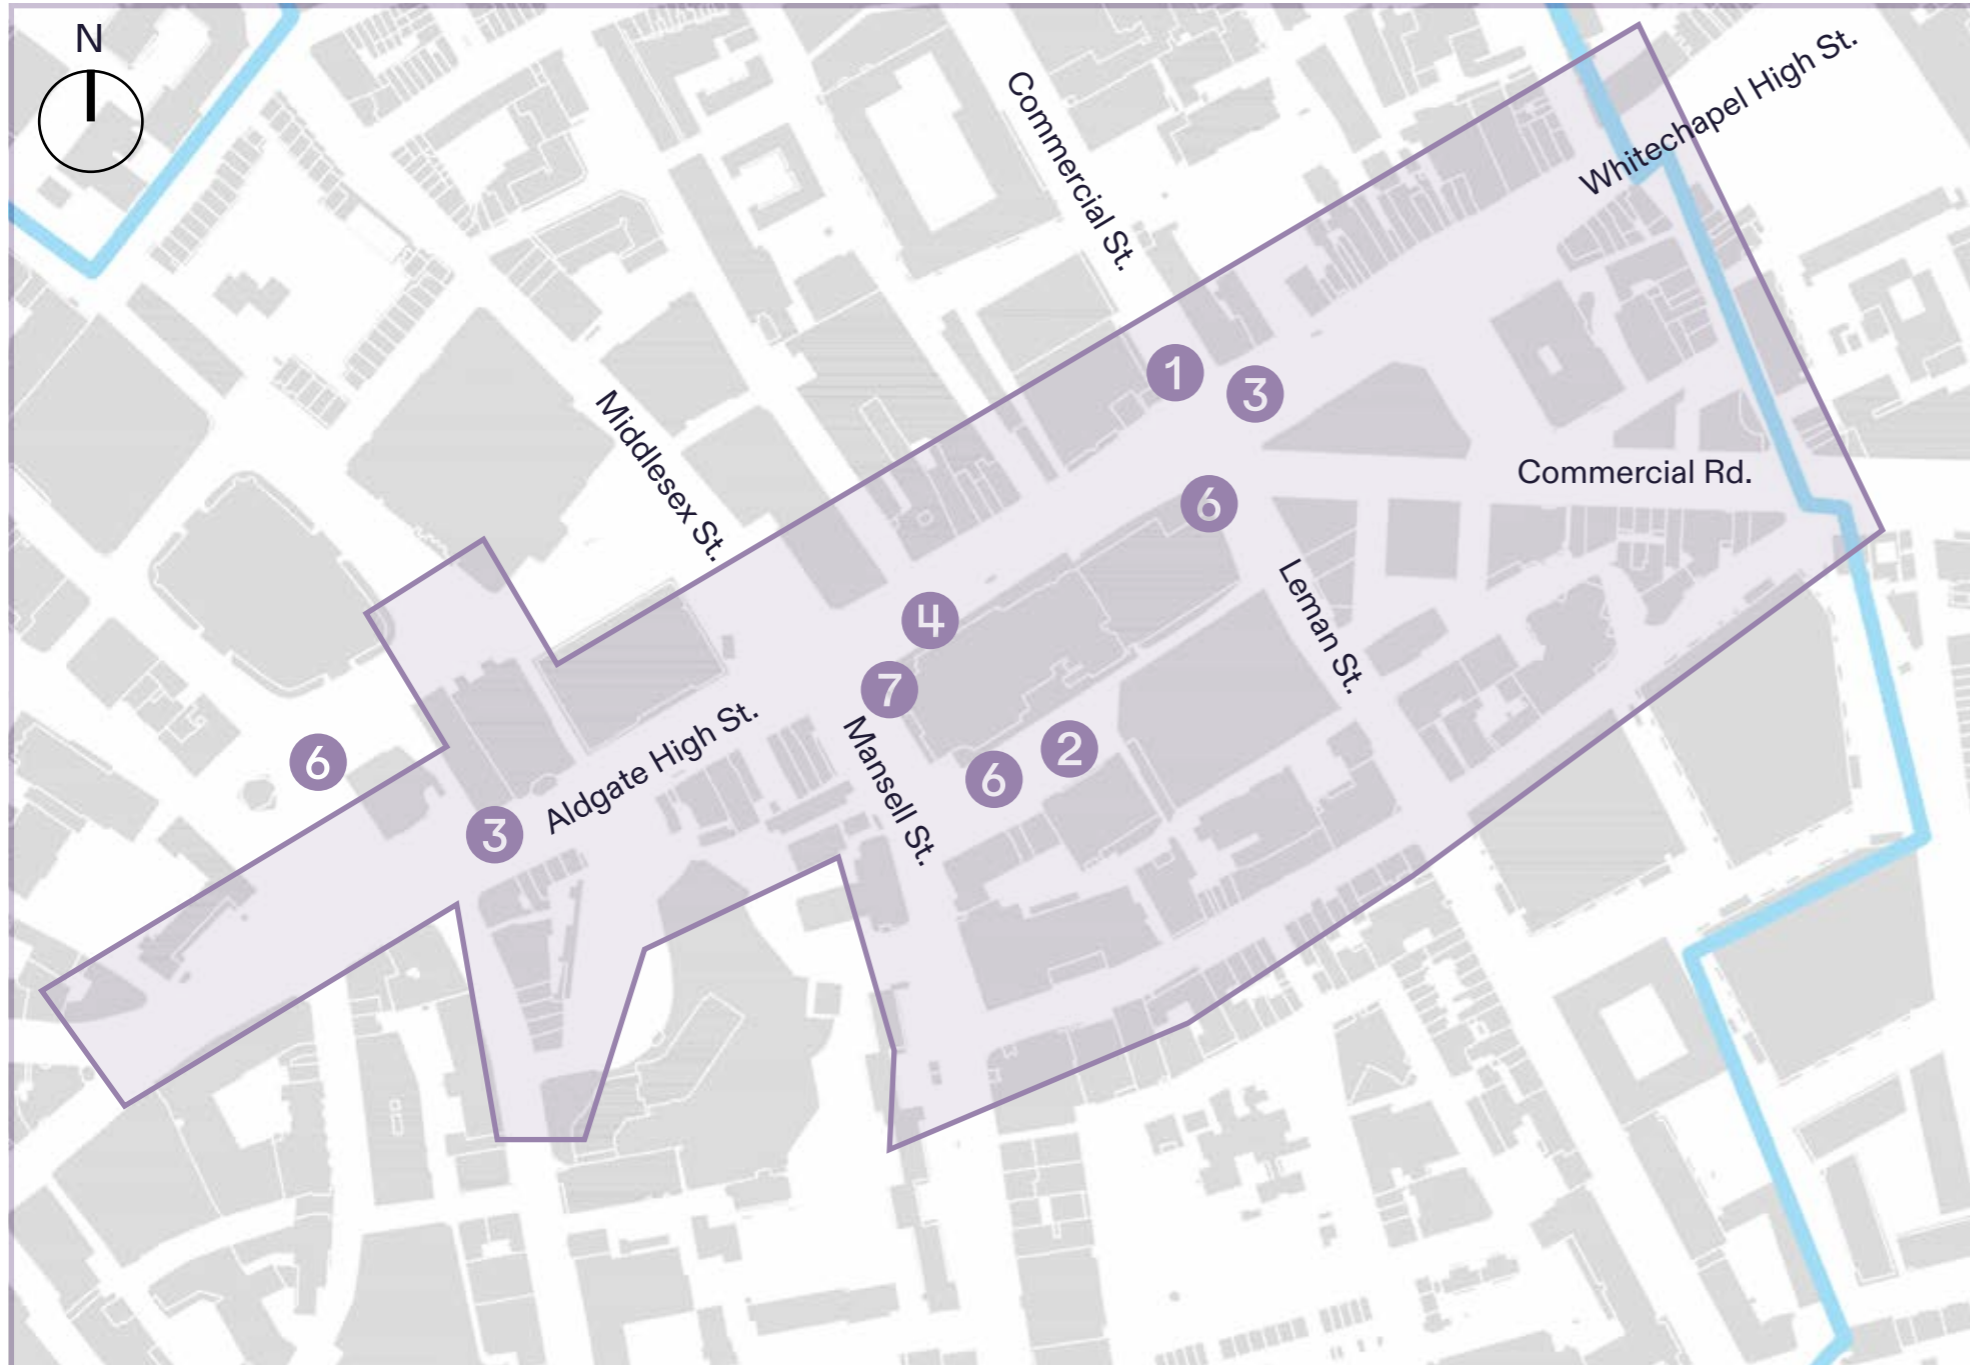 N
Whitechapel High St.
Commercial St.
1
3
Middlesex St.
Commercial Rd.
6
Leman St.
4
7
Aldgate High St.
Mansell St.
2
6
6
3